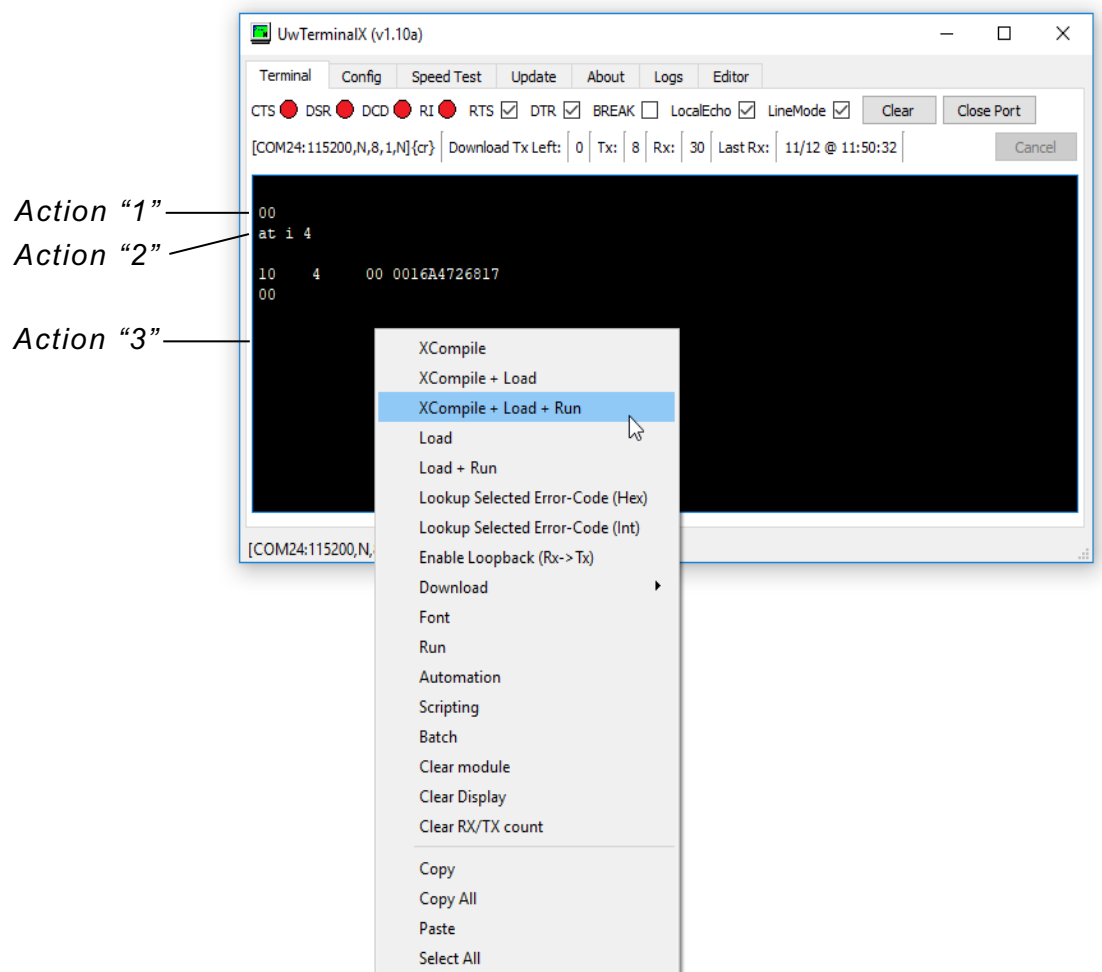 UwTerminalX (v1.10a)
Terminal Config Speed Test Update About Logs Editor
CTS DSR DCD RI RTS DTR BREAK LocalEcho LineMode Clear Close Port
[COM24:115200,N,8,1,N]{cr} Download Tx Left: 0 Tx: 8 Rx: 30 Last Rx: 11/12 @ 11:50:32 Cancel
Action “1”
00
Action “2”
at i 4
10 4 00 0016A4726817
00
Action “3”
XCompile
XCompile + Load
XCompile + Load + Run
Load
Load + Run
Lookup Selected Error-Code (Hex)
Lookup Selected Error-Code (Int)
[COM24:115200,N,
Enable Loopback (Rx->Tx)
Download
Font
Run
Automation
Scripting
Batch
Clear module
Clear Display
Clear RX/TX count
Copy
Copy All
Paste
Select All